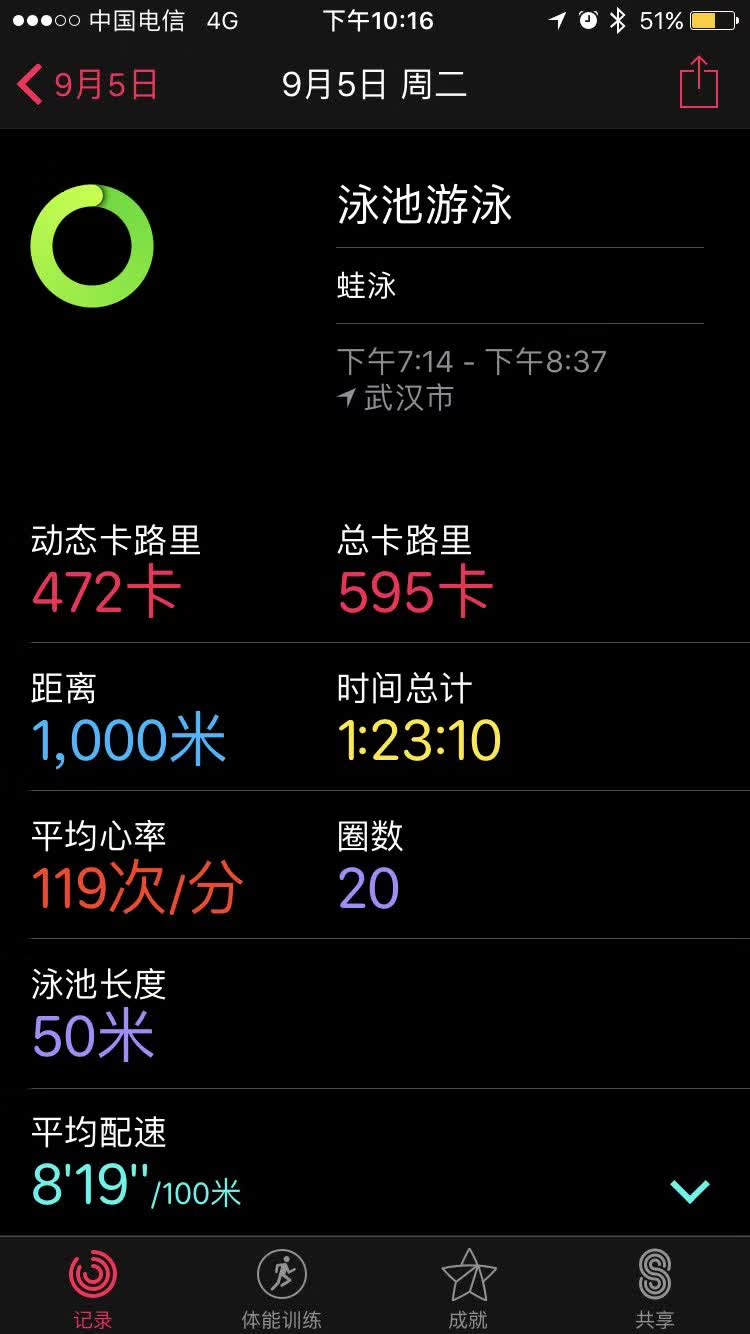 中国电信 4G 下午10:16 51%
9月5日 9月5日 周二
泳池游泳
蛙泳
下午7:14 - 下午8:37
武汉市
动态卡路里 总卡路里
472卡 595卡
距离 时间总计
1,000米 1:23:10
平均心率 圈数
119次/分 20
泳池长度
50米
平均配速
8'19"/100米
记录 体能训练 成就 共享